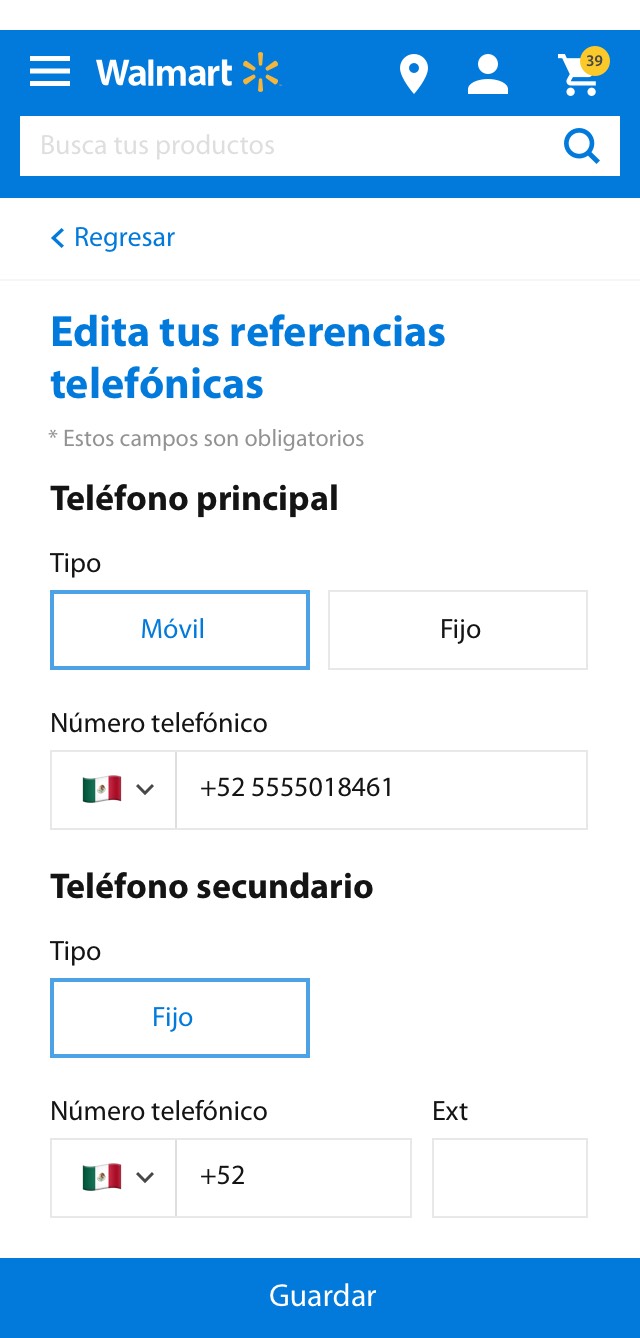 Walmart
39
Busca tus productos
Regresar
Edita tus referencias
telefónicas
* Estos campos son obligatorios
Teléfono principal
Tipo
Móvil Fijo
Número telefónico
+52 5555018461
Teléfono secundario
Tipo
Fijo
Número telefónico Ext
+52
Guardar